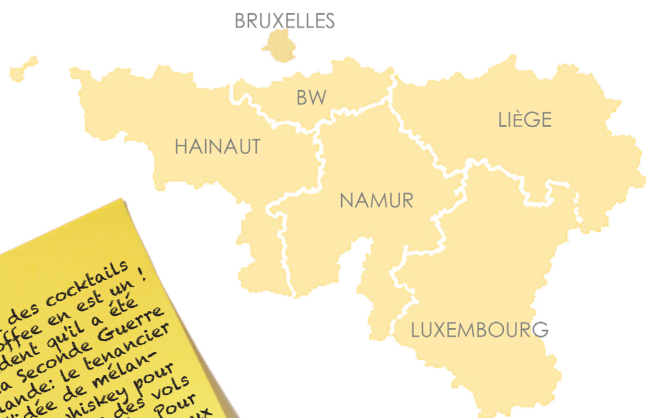 BRUXELLES
BW
LIÈGE
HAINAUT
NAMUR
LUXEMBOURG
des cocktails
offee en est un !
dent qu'il a été
a Seconde Guerre
lande: le tenancier
idée de mélan-
whiskey pour
des vols
Pour
ux